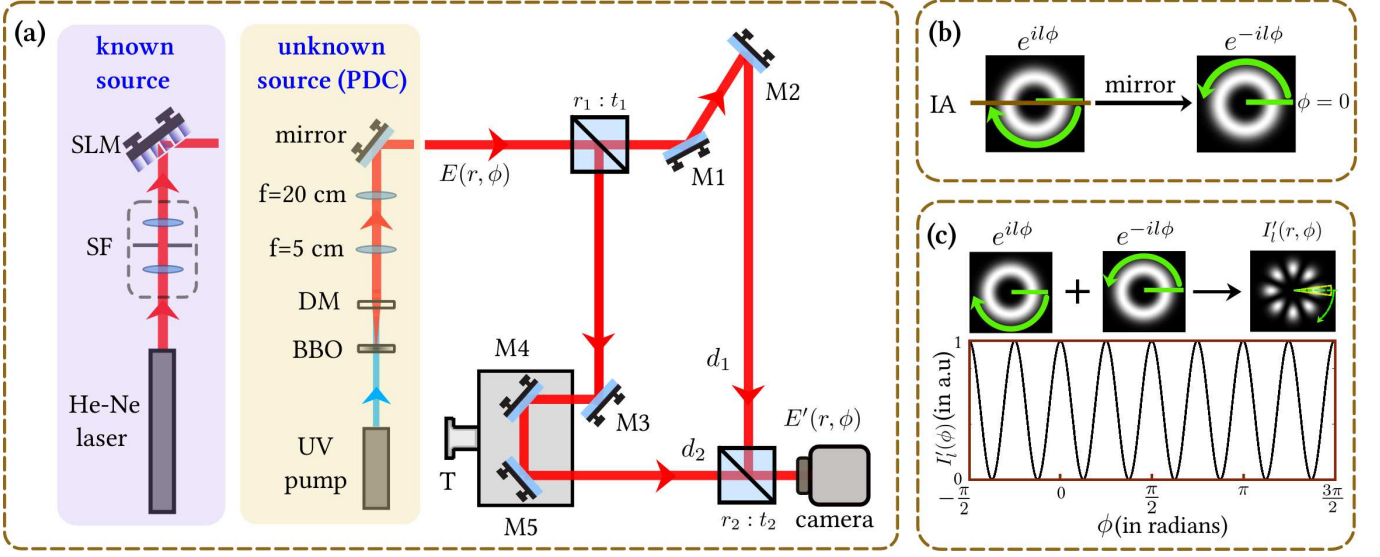 (a)
known
source
SLM
SF
He-Ne
laser
unknown
source (PDC)
mirror
f=20 cm
f=5 cm
DM
BBO
UV
pump
E(r, ϕ)
r₁ : t₁
M1
M2
M3
M4
M5
T
d₁
d₂
E′(r, ϕ)
r₂ : t₂
camera
(b)
e^{ilϕ}
e^{−ilϕ}
IA
mirror
ϕ = 0
(c)
e^{ilϕ}
e^{−ilϕ}
I′ₗ(r, ϕ)
+
I′ₗ(ϕ)(in a.u)
1
0
−π/2
0
π/2
π
3π/2
ϕ(in radians)